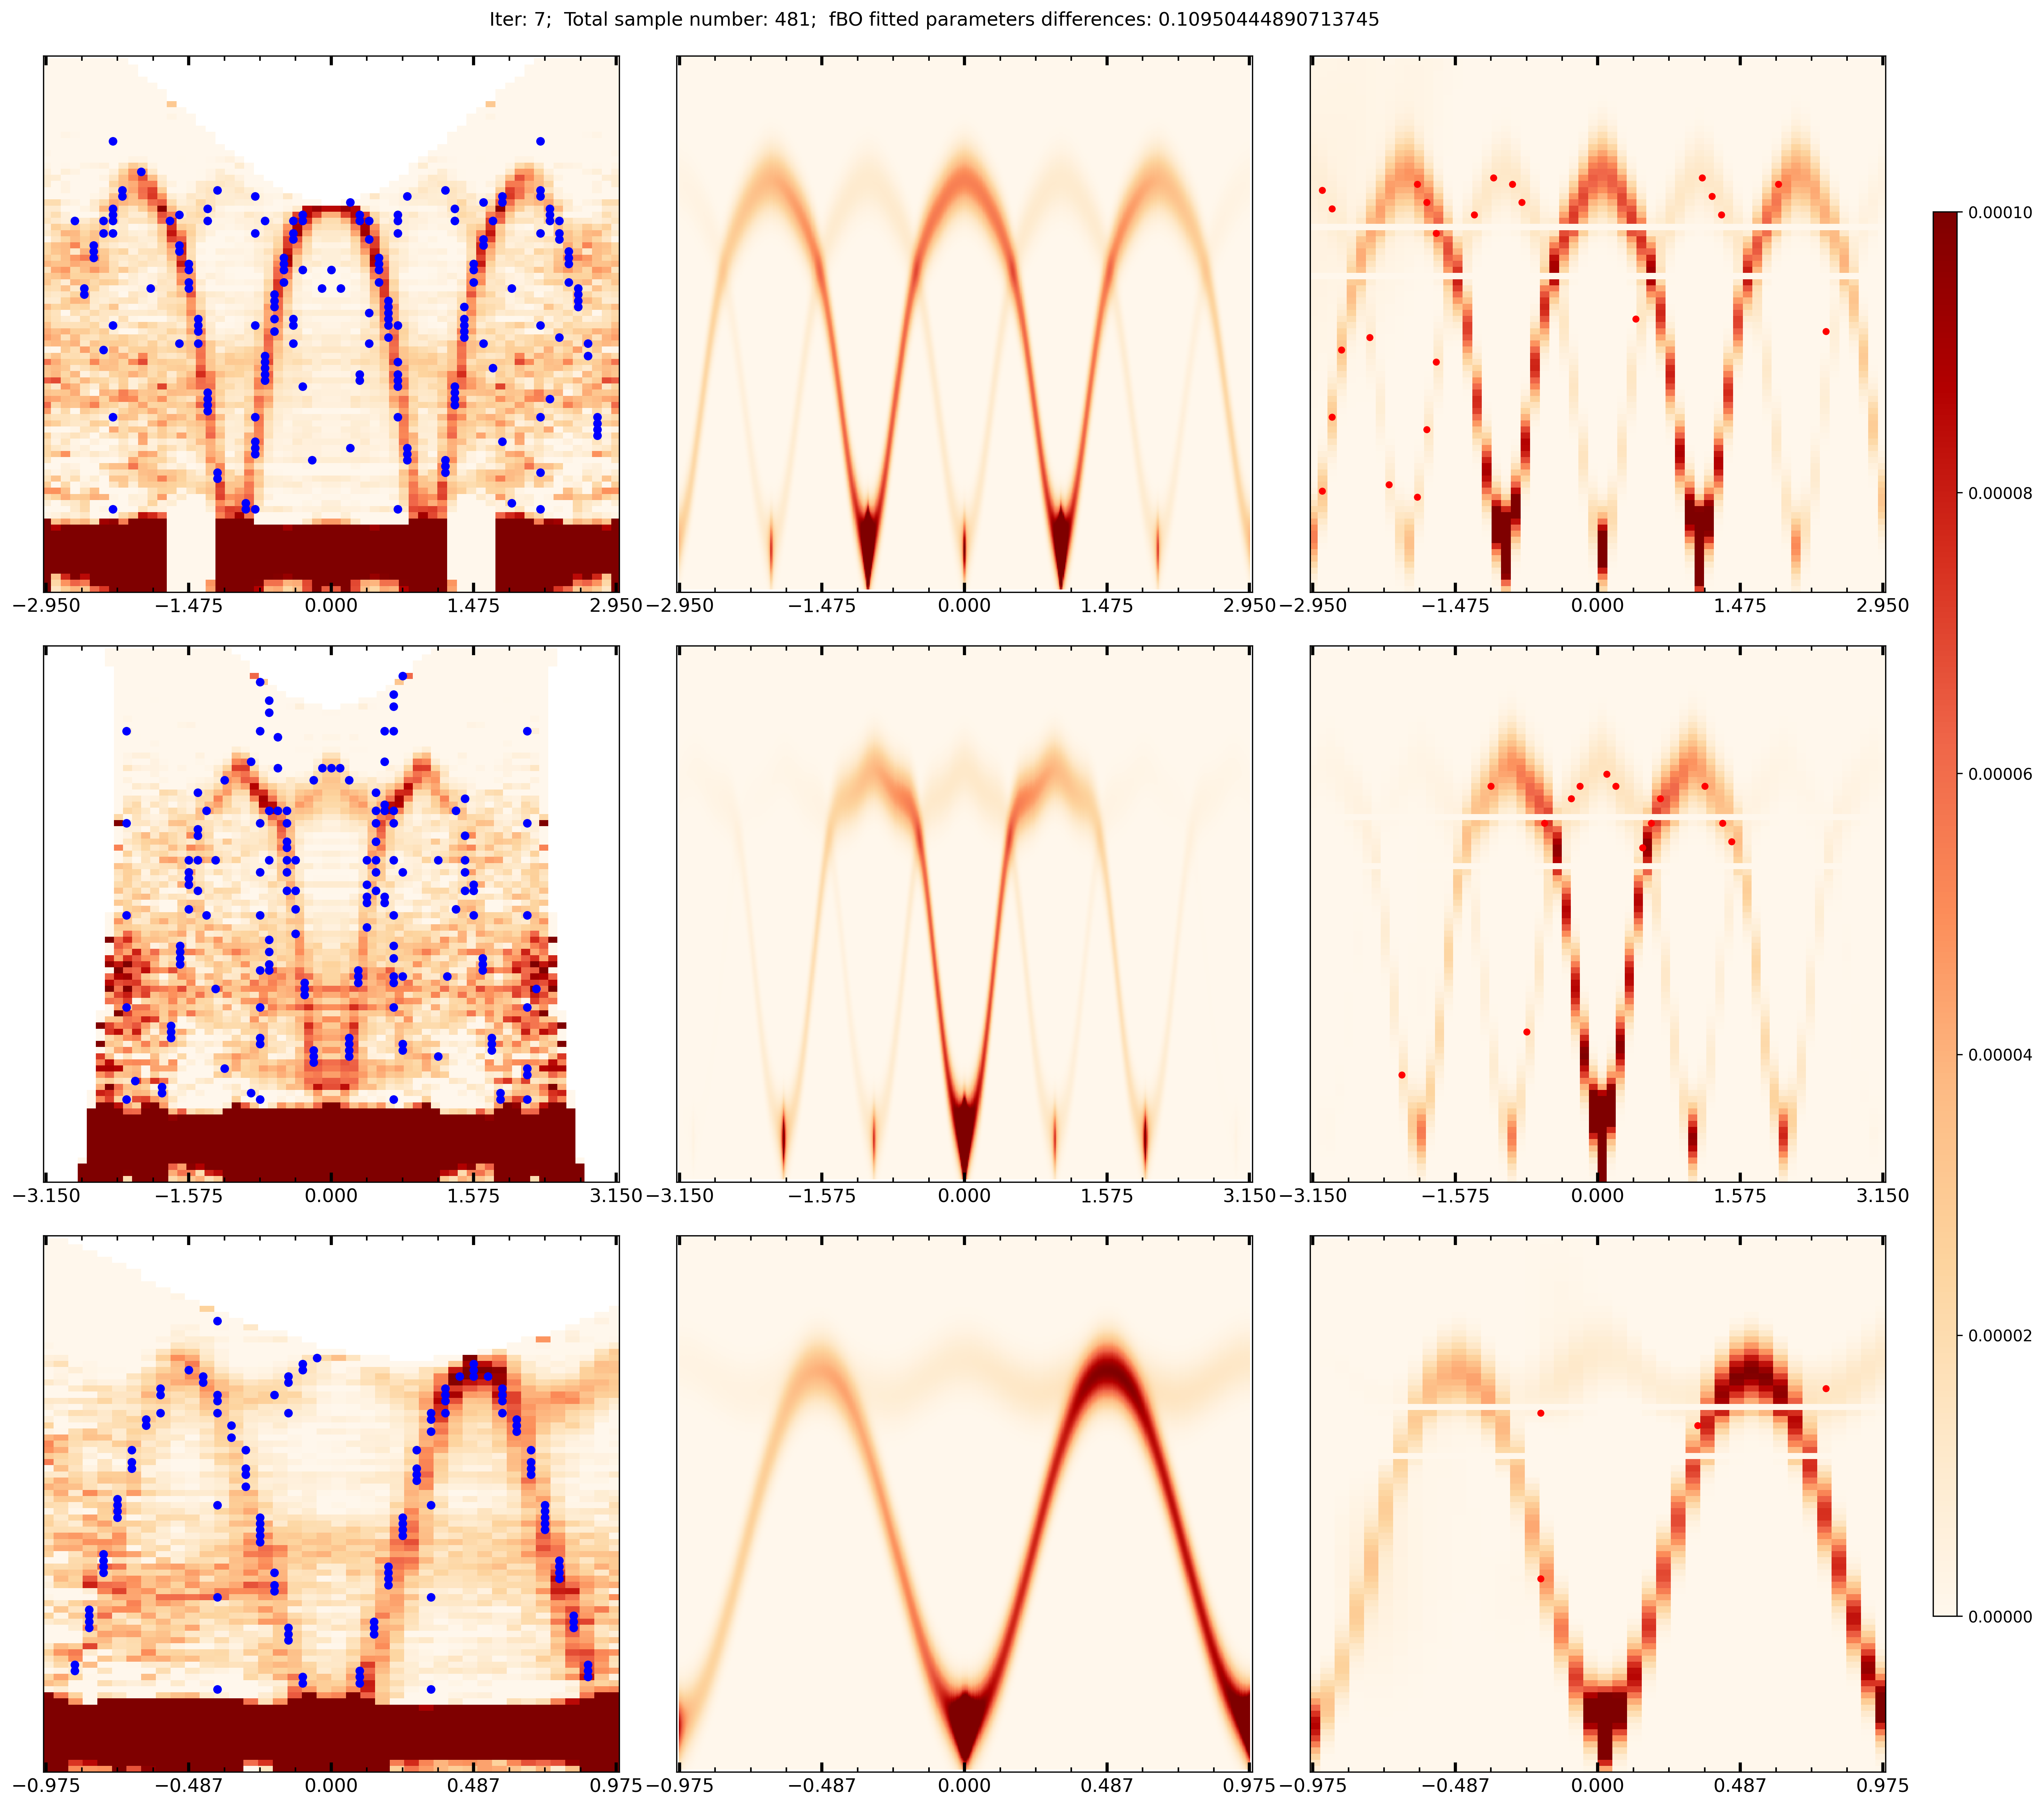 Iter: 7;  Total sample number: 481;  fBO fitted parameters differences: 0.10950444890713745
−2.950 −1.475 0.000 1.475 2.950 −2.950 −1.475 0.000 1.475 2.950 −2.950 −1.475 0.000 1.475 2.950
−3.150 −1.575 0.000 1.575 3.150 −3.150 −1.575 0.000 1.575 3.150 −3.150 −1.575 0.000 1.575 3.150
−0.975 −0.487 0.000 0.487 0.975 −0.975 −0.487 0.000 0.487 0.975 −0.975 −0.487 0.000 0.487 0.975
0.00010
0.00008
0.00006
0.00004
0.00002
0.00000